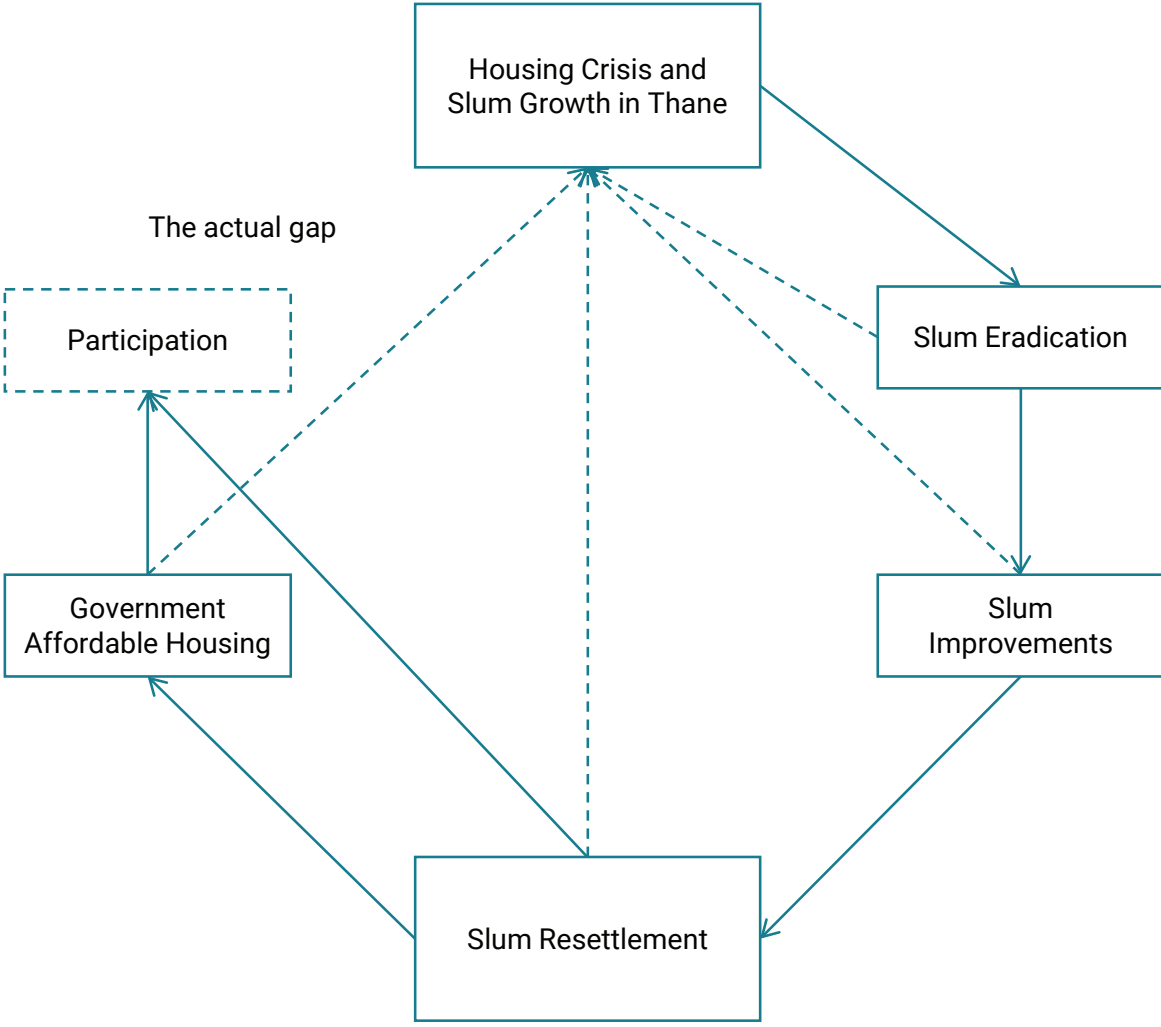 Housing Crisis and
Slum Growth in Thane
The actual gap
Participation
Slum Eradication
Government
Affordable Housing
Slum
Improvements
Slum Resettlement